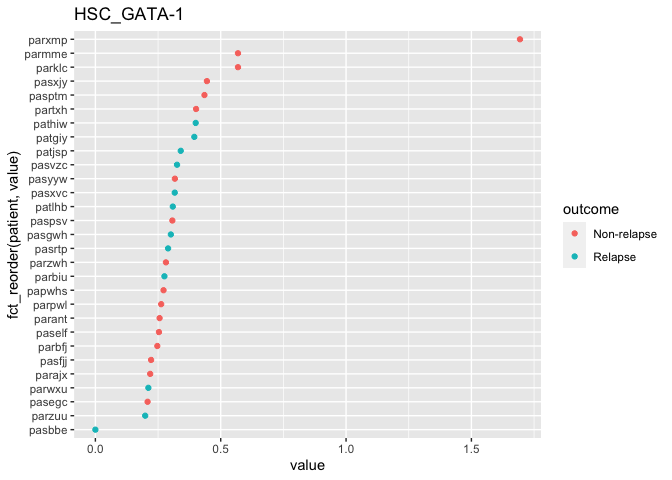 HSC_GATA-1
fct_reorder(patient, value)
parxmp
parmme
parklc
pasxjy
pasptm
partxh
pathiw
patgiy
patjsp
pasvzc
pasyyw
pasxvc
patlhb
paspsv
pasgwh
pasrtp
parzwh
parbiu
papwhs
parpwl
parant
paself
parbfj
pasfjj
parajx
parwxu
pasegc
parzuu
pasbbe
0.0 0.5 1.0 1.5
value
outcome
Non-relapse
Relapse